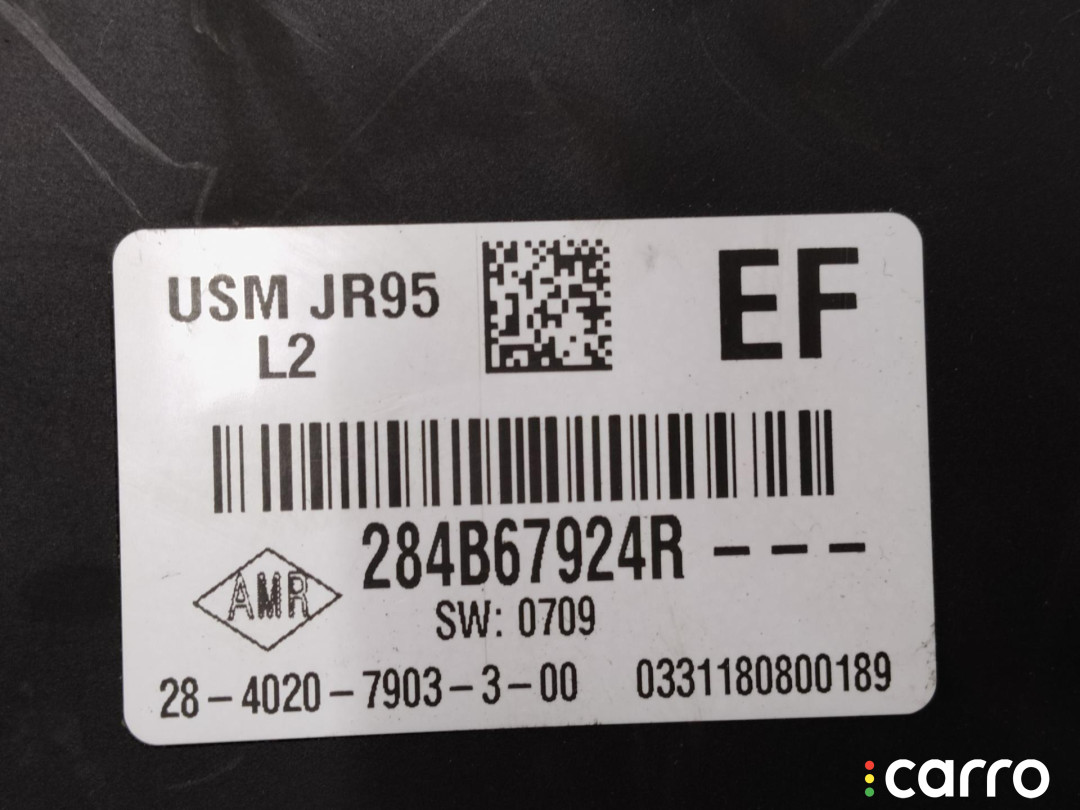 USM JR95 EF
L2
284B67924R - - -
AMR
SW: 0709
28-4020-7903-3-00 0331180800189
carro